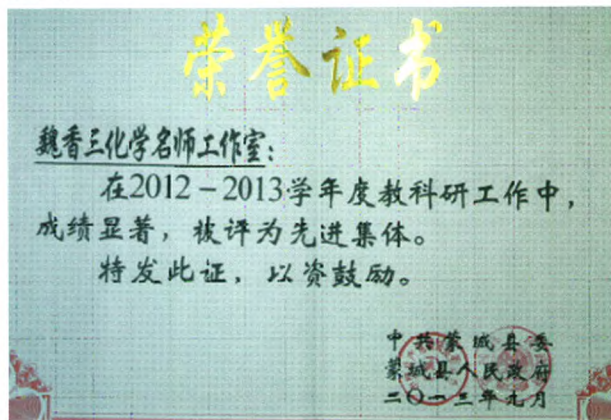 荣誉证书
魏香三化学名师工作室：
在2012－2013学年度教科研工作中，
成绩显著，被评为先进集体。
特发此证，以资鼓励。
中共蒙城县委
蒙城县人民政府
二〇一三年九月